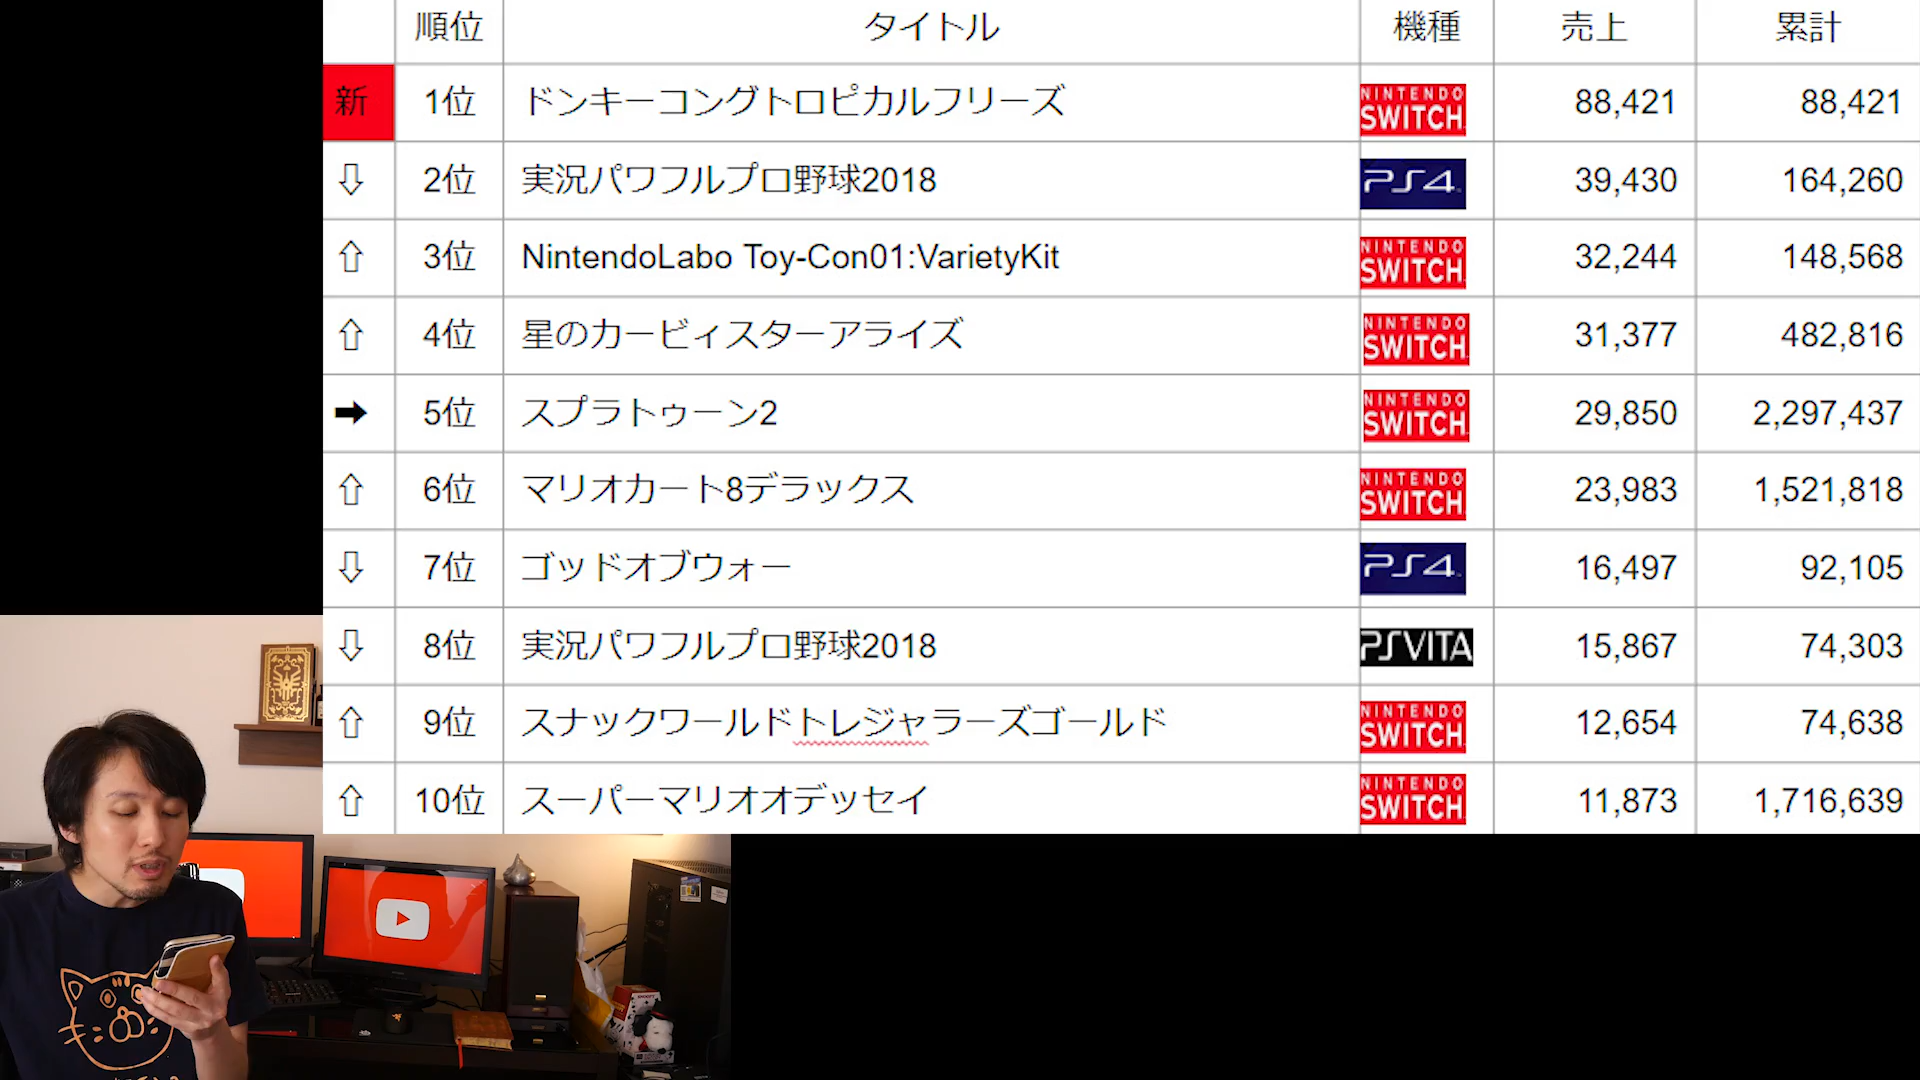 順位 タイトル 機種 売上 累計
新 1位 ドンキーコングトロピカルフリーズ NINTENDO SWITCH 88,421 88,421
⇩ 2位 実況パワフルプロ野球2018 PS4 39,430 164,260
⇧ 3位 NintendoLabo Toy-Con01:VarietyKit NINTENDO SWITCH 32,244 148,568
⇧ 4位 星のカービィスターアライズ NINTENDO SWITCH 31,377 482,816
➡ 5位 スプラトゥーン2 NINTENDO SWITCH 29,850 2,297,437
⇧ 6位 マリオカート8デラックス NINTENDO SWITCH 23,983 1,521,818
⇩ 7位 ゴッドオブウォー PS4 16,497 92,105
⇩ 8位 実況パワフルプロ野球2018 PSVITA 15,867 74,303
⇧ 9位 スナックワールドトレジャラーズゴールド NINTENDO SWITCH 12,654 74,638
⇧ 10位 スーパーマリオオデッセイ NINTENDO SWITCH 11,873 1,716,639